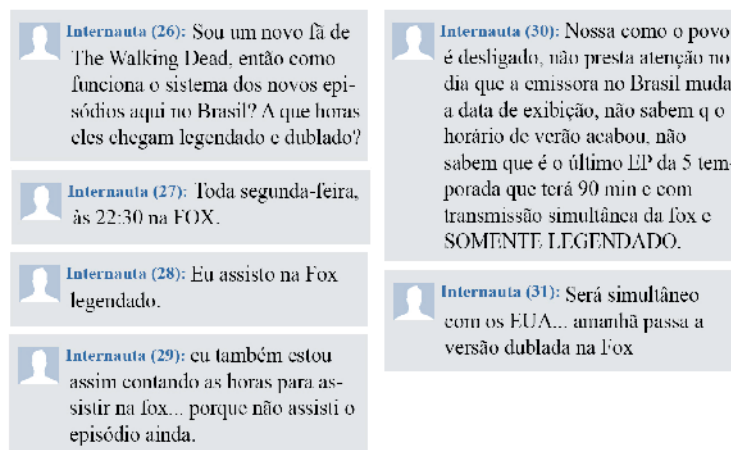 Internauta (26): Sou um novo fã de
The Walking Dead, então como
funciona o sistema dos novos epi-
sódios aqui no Brasil? A que horas
eles chegam legendado e dublado?
Internauta (27): Toda segunda-feira,
às 22:30 na FOX.
Internauta (28): Eu assisto na Fox
legendado.
Internauta (29): eu também estou
assim contando as horas para as-
sistir na fox... porque não assisti o
episódio ainda.
Internauta (30): Nossa como o povo
é desligado, não presta atenção no
dia que a emissora no Brasil muda
a data de exibição, não sabem q o
horário de verão acabou, não
sabem que é o último EP da 5 tem-
porada que terá 90 min e com
transmissão simultânea da fox e
SOMENTE LEGENDADO.
Internauta (31): Será simultâneo
com os EUA... amanhã passa a
versão dublada na Fox